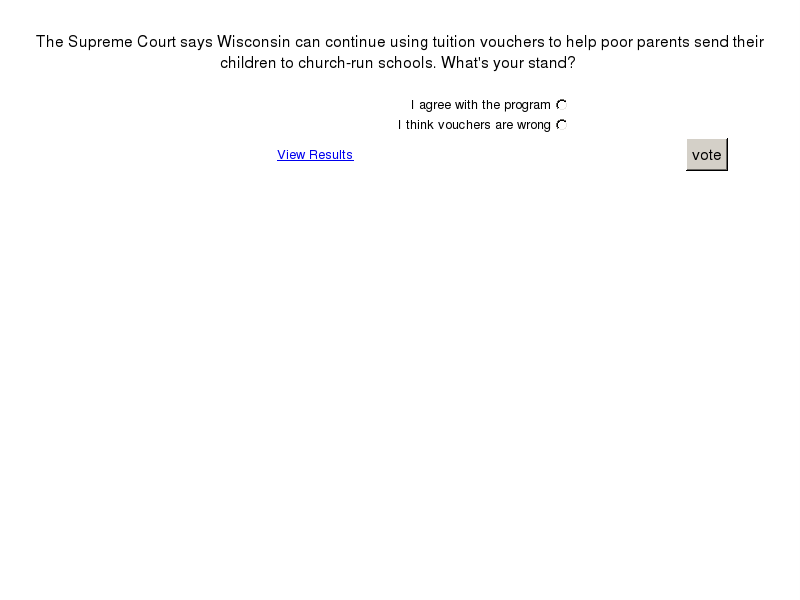 The Supreme Court says Wisconsin can continue using tuition vouchers to help poor parents send their
children to church-run schools. What's your stand?
I agree with the program
I think vouchers are wrong
View Results
vote